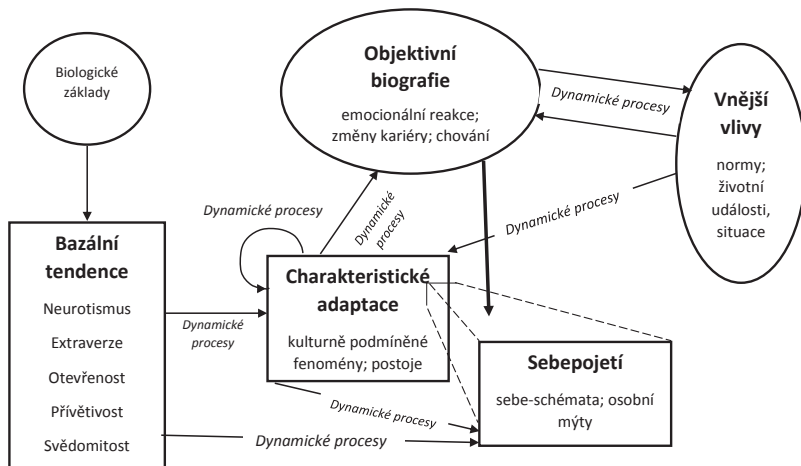 Biologické
základy
Objektivní
biografie
emocionální reakce;
změny kariéry; chování
Dynamické procesy
Vnější
vlivy
normy;
životní
události,
situace
Dynamické procesy
Dynamické
procesy
Dynamické procesy
Bazální
tendence
Neurotismus
Extraverze
Otevřenost
Přívětivost
Svědomitost
Dynamické
procesy
Charakteristické
adaptace
kulturně podmíněné
fenomény; postoje
Sebepojetí
sebe-schémata; osobní
mýty
Dynamické procesy
Dynamické procesy